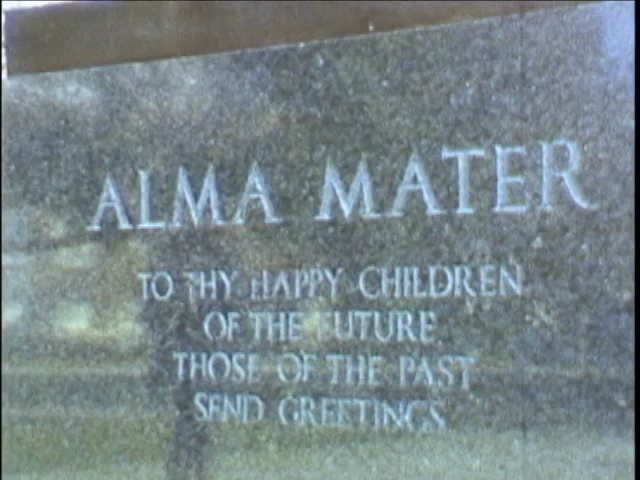 ALMA MATER
TO THY HAPPY CHILDREN
OF THE FUTURE
THOSE OF THE PAST
SEND GREETINGS